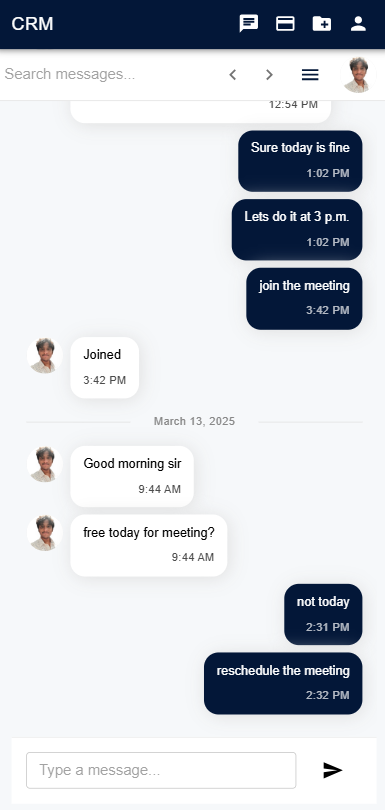 CRM
Search messages...
12:54 PM
Sure today is fine
1:02 PM
Lets do it at 3 p.m.
1:02 PM
join the meeting
3:42 PM
Joined
3:42 PM
March 13, 2025
Good morning sir
9:44 AM
free today for meeting?
9:44 AM
not today
2:31 PM
reschedule the meeting
2:32 PM
Type a message...